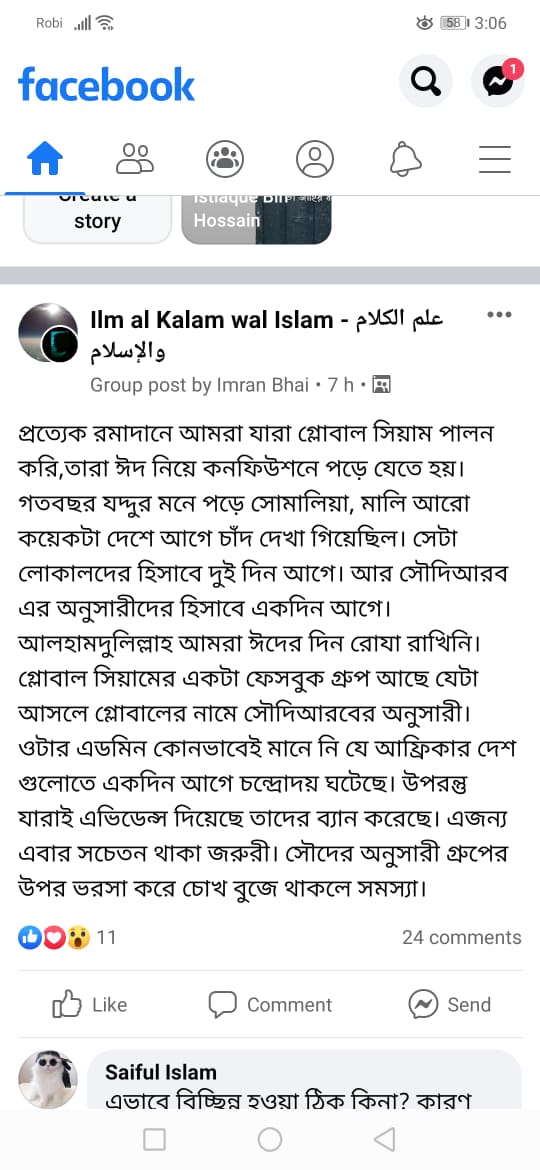 Robi 58 3:06
facebook
1
story
Hossain
Ilm al Kalam wal Islam - علم الكلام
والإسلام
Group post by Imran Bhai • 7 h •
প্রত্যেক রমাদানে আমরা যারা গ্লোবাল সিয়াম পালন
করি,তারা ঈদ নিয়ে কনফিউশনে পড়ে যেতে হয়।
গতবছর যদ্দুর মনে পড়ে সোমালিয়া, মালি আরো
কয়েকটা দেশে আগে চাঁদ দেখা গিয়েছিল। সেটা
লোকালদের হিসাবে দুই দিন আগে। আর সৌদিআরব
এর অনুসারীদের হিসাবে একদিন আগে।
আলহামদুলিল্লাহ আমরা ঈদের দিন রোযা রাখিনি।
গ্লোবাল সিয়ামের একটা ফেসবুক গ্রুপ আছে যেটা
আসলে গ্লোবালের নামে সৌদিআরবের অনুসারী।
ওটার এডমিন কোনভাবেই মানে নি যে আফ্রিকার দেশ
গুলোতে একদিন আগে চন্দ্রোদয় ঘটেছে। উপরন্তু
যারাই এভিডেন্স দিয়েছে তাদের ব্যান করেছে। এজন্য
এবার সচেতন থাকা জরুরী। সৌদের অনুসারী গ্রুপের
উপর ভরসা করে চোখ বুজে থাকলে সমস্যা।
11 24 comments
Like Comment Send
Saiful Islam
এভাবে বিচ্ছিন্ন হওয়া ঠিক কিনা? কারণ